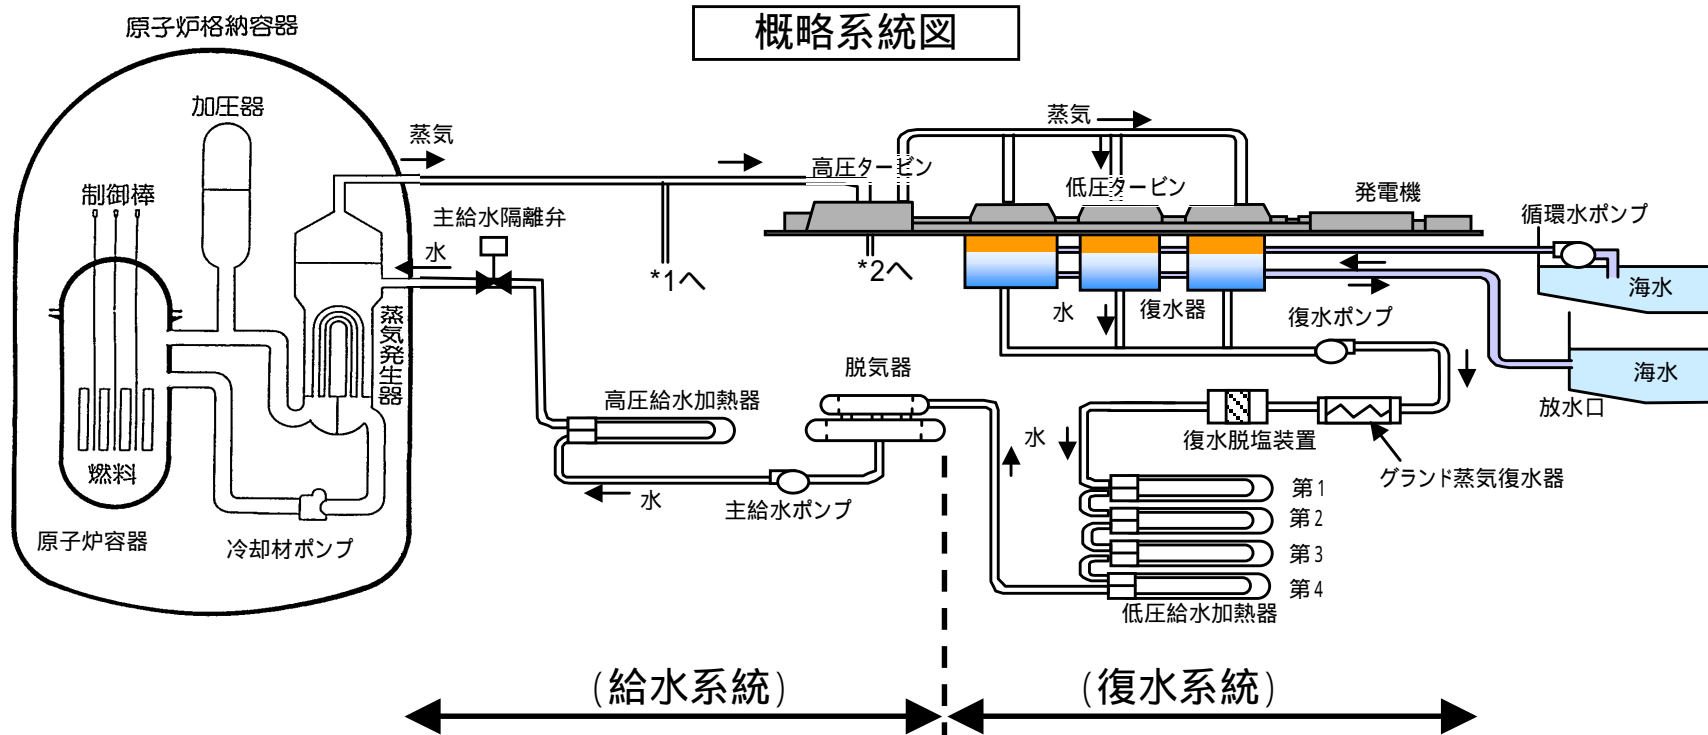 概略系統図
原子炉格納容器
加圧器
制御棒
蒸気
蒸気
高圧タービン
低圧タービン
発電機
循環水ポンプ
主給水隔離弁
水
*1へ
*2へ
海水
水
復水器
復水ポンプ
蒸気発生器
脱気器
海水
放水口
高圧給水加熱器
水
復水脱塩装置
グランド蒸気復水器
燃料
水
主給水ポンプ
第1
第2
第3
第4
原子炉容器
冷却材ポンプ
低圧給水加熱器
(給水系統)
(復水系統)